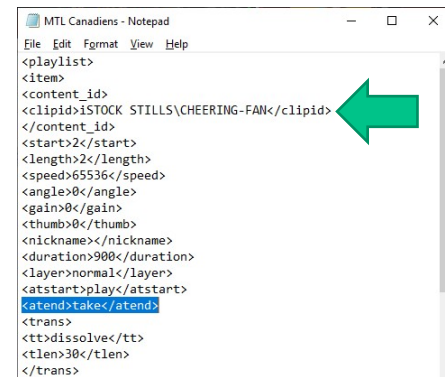 MTL Canadiens - Notepad
File Edit Format View Help
<playlist>
<item>
<content_id>
<clipid>iSTOCK STILLS\CHEERING-FAN</clipid>
</content_id>
<start>2</start>
<length>2</length>
<speed>65536</speed>
<angle>0</angle>
<gain>0</gain>
<thumb>0</thumb>
<nickname></nickname>
<duration>900</duration>
<layer>normal</layer>
<atstart>play</atstart>
<atend>take</atend>
<trans>
<tt>dissolve</tt>
<tlen>30</tlen>
</trans>